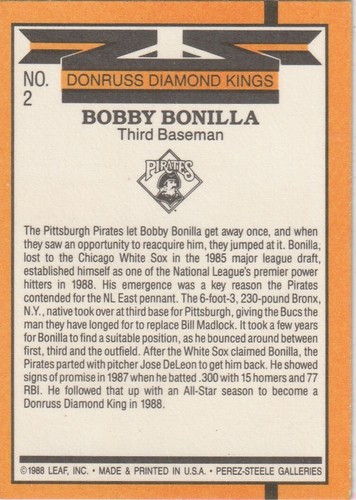 NO.
2
DONRUSS DIAMOND KINGS
BOBBY BONILLA
Third Baseman
PIRATES
The Pittsburgh Pirates let Bobby Bonilla get away once, and when
they saw an opportunity to reacquire him, they jumped at it. Bonilla,
lost to the Chicago White Sox in the 1985 major league draft,
established himself as one of the National League's premier power
hitters in 1988. His emergence was a key reason the Pirates
contended for the NL East pennant. The 6-foot-3, 230-pound Bronx,
N.Y., native took over at third base for Pittsburgh, giving the Bucs the
man they have longed for to replace Bill Madlock. It took a few years
for Bonilla to find a suitable position, as he bounced around between
first, third and the outfield. After the White Sox claimed Bonilla, the
Pirates parted with pitcher Jose DeLeon to get him back. He showed
signs of promise in 1987 when he batted .300 with 15 homers and 77
RBI. He followed that up with an All-Star season to become a
Donruss Diamond King in 1988.
©1988 LEAF, INC. • MADE & PRINTED IN U.S.A. • PEREZ-STEELE GALLERIES